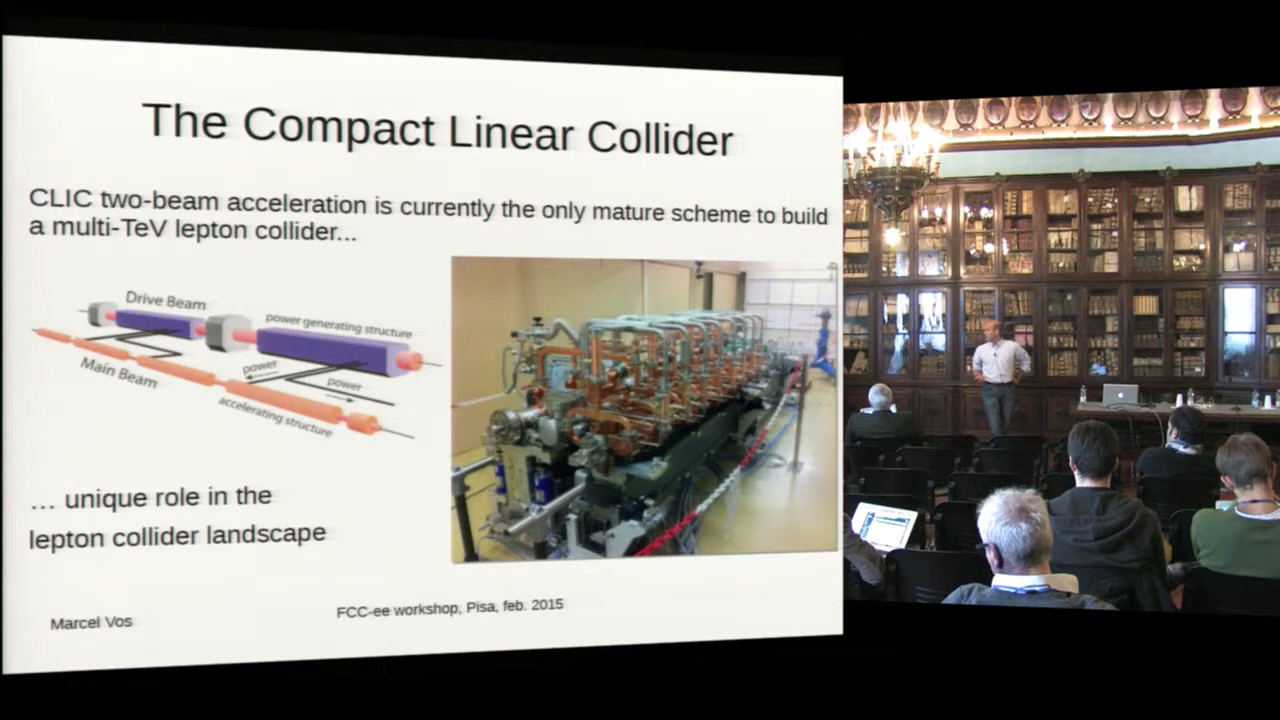 The Compact Linear Collider
CLIC two-beam acceleration is currently the only mature scheme to build
a multi-TeV lepton collider...
Drive Beam
power generating structure
Main Beam
power
power
accelerating structure
... unique role in the
lepton collider landscape
Marcel Vos
FCC-ee workshop, Pisa, feb. 2015